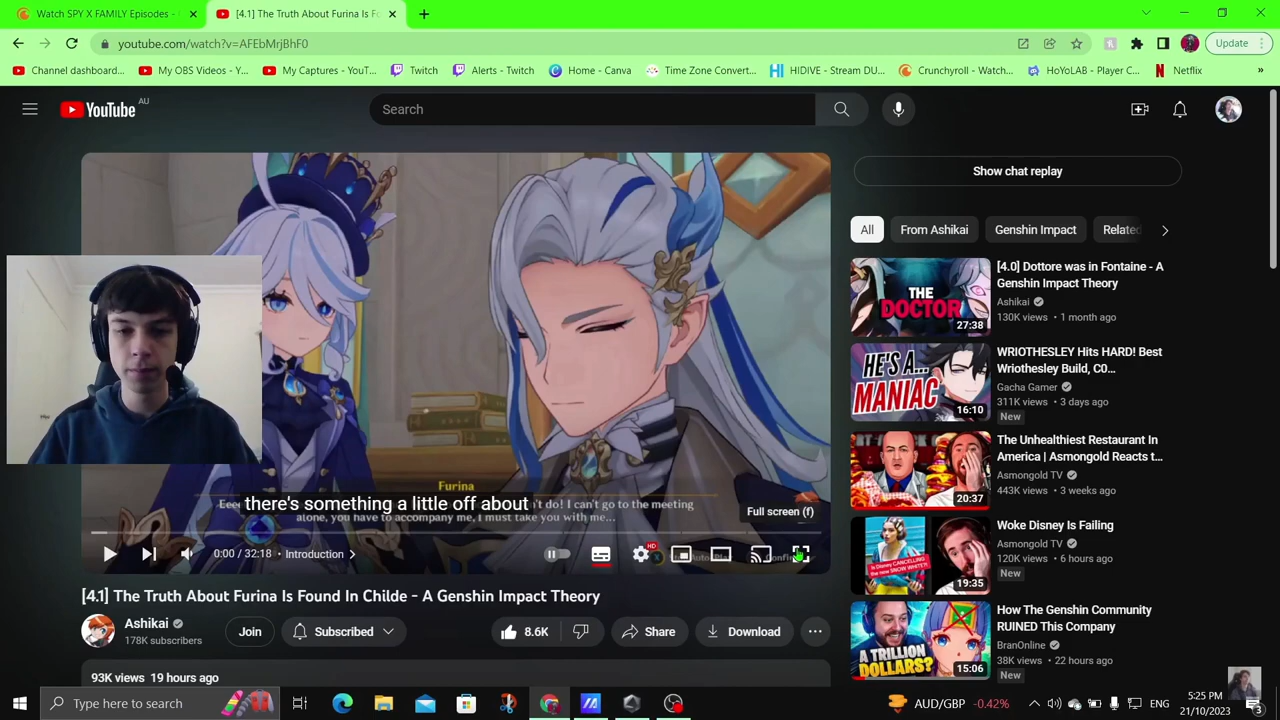 Watch SPY X FAMILY Episodes -
[4.1] The Truth About Furina Is F
youtube.com/watch?v=AFEbMrjBhF0
Update
Channel dashboard...
My OBS Videos - Y...
My Captures - YouT...
Twitch
Alerts - Twitch
Home - Canva
Time Zone Convert...
HIDIVE - Stream DU...
Crunchyroll - Watch...
HoYoLAB - Player C...
Netflix
YouTube AU
Search
Show chat replay
All
From Ashikai
Genshin Impact
Related
THE DOCTOR
27:38
[4.0] Dottore was in Fontaine - A
Genshin Impact Theory
Ashikai
130K views • 1 month ago
HE'S A...
MANIAC
16:10
WRIOTHESLEY Hits HARD! Best
Wriothesley Build, C0...
Gacha Gamer
311K views • 3 days ago
New
20:37
The Unhealthiest Restaurant In
America | Asmongold Reacts t...
Asmongold TV
443K views • 3 weeks ago
19:35
Woke Disney Is Failing
Asmongold TV
120K views • 6 hours ago
New
A TRILLION
DOLLARS?
15:06
How The Genshin Community
RUINED This Company
BranOnline
38K views • 22 hours ago
New
Furina
there's something a little off about
't do! I can't go to the meeting
alone, you have to accompany me, I must take you with me...
Full screen (f)
0:00 / 32:18
Introduction
HD
[4.1] The Truth About Furina Is Found In Childe - A Genshin Impact Theory
Ashikai
178K subscribers
Join
Subscribed
8.6K
Share
Download
93K views 19 hours ago
Type here to search
AUD/GBP -0.42%
ENG
5:25 PM
21/10/2023
3